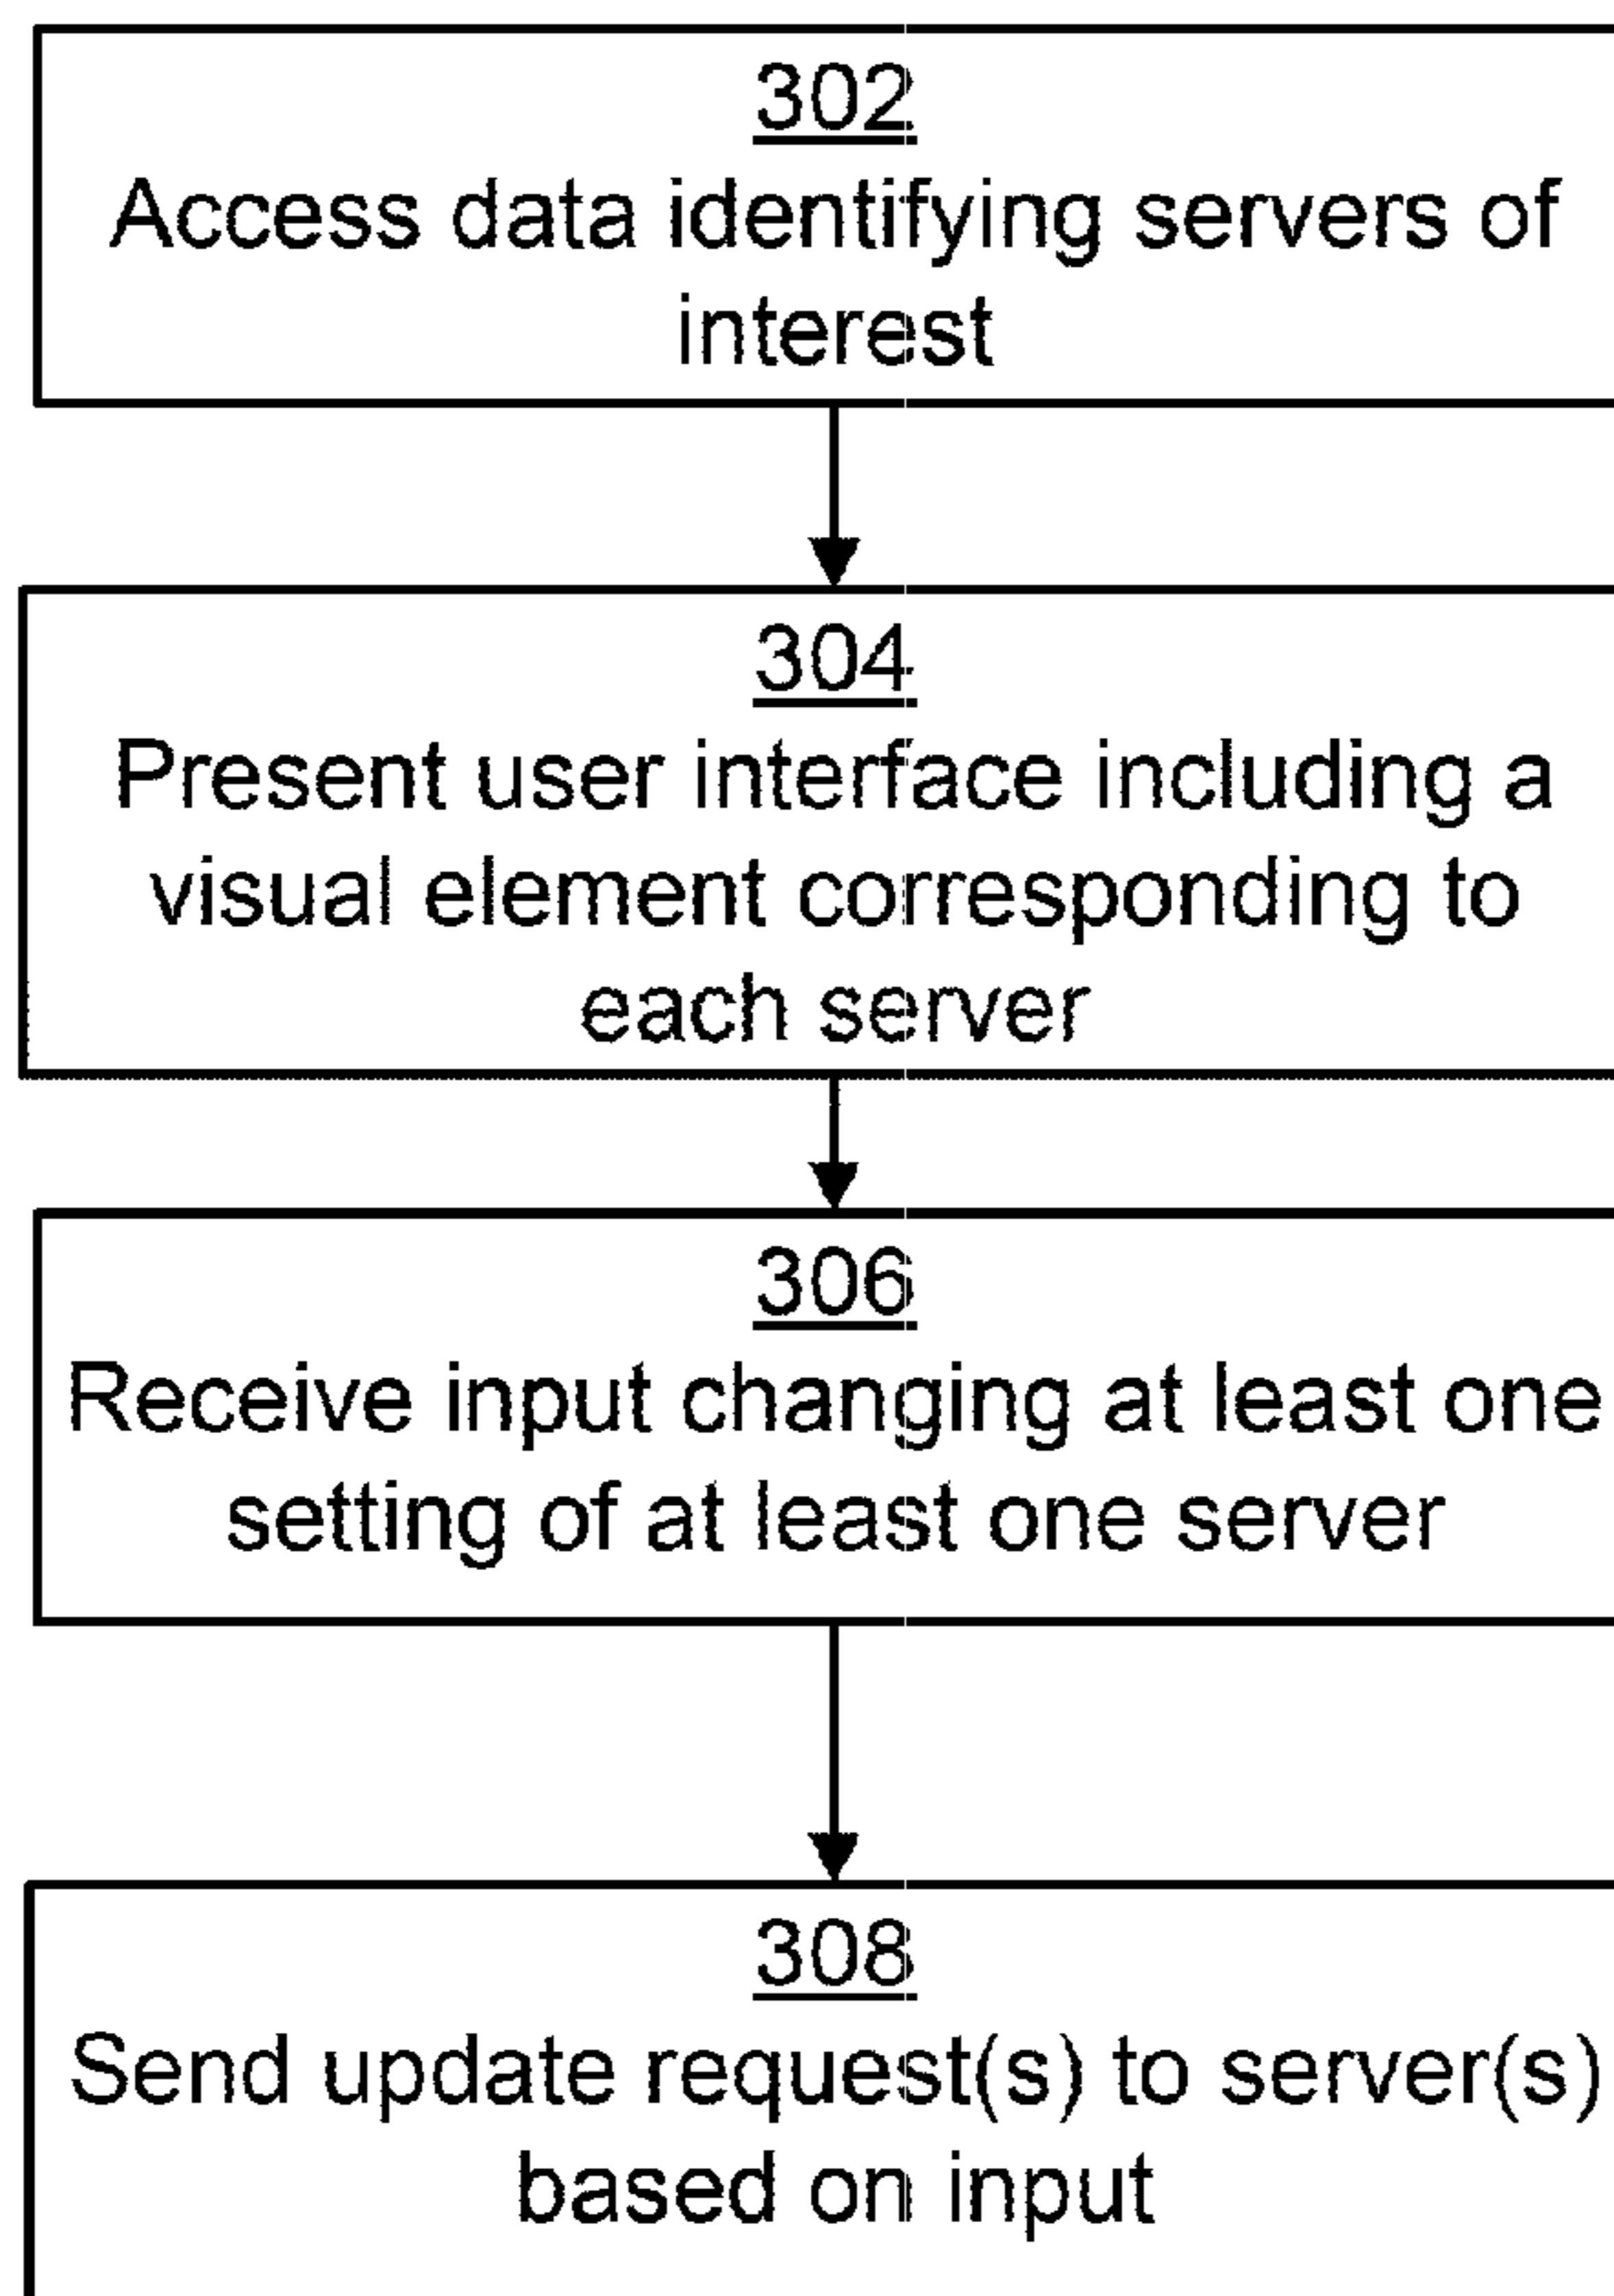 302
Access data identifying servers of
interest
304
Present user interface including a
visual element corresponding to
each server
306
Receive input changing at least one
setting of at least one server
308
Send update request(s) to server(s)
based on input